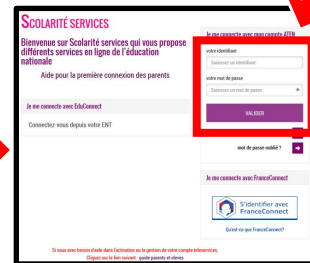 SCOLARITÉ SERVICES
Bienvenue sur Scolarité services qui vous propose
différents services en ligne de l'éducation
nationale
Aide pour la première connexion des parents
Je me connecte avec EduConnect
Connectez-vous depuis votre ENT
Je me connecte avec mon compte ATEN
votre identifiant
Saisissez un identifiant
votre mot de passe
Saisissez un mot de passe
VALIDER
mot de passe oublié ?
Je me connecte avec FranceConnect
S'identifier avec
FranceConnect
Qu'est-ce que FranceConnect?
Si vous avez besoin d'aide dans l'activation ou la gestion de votre compte teleservices,
Cliquez sur le lien suivant : guide parents et eleves